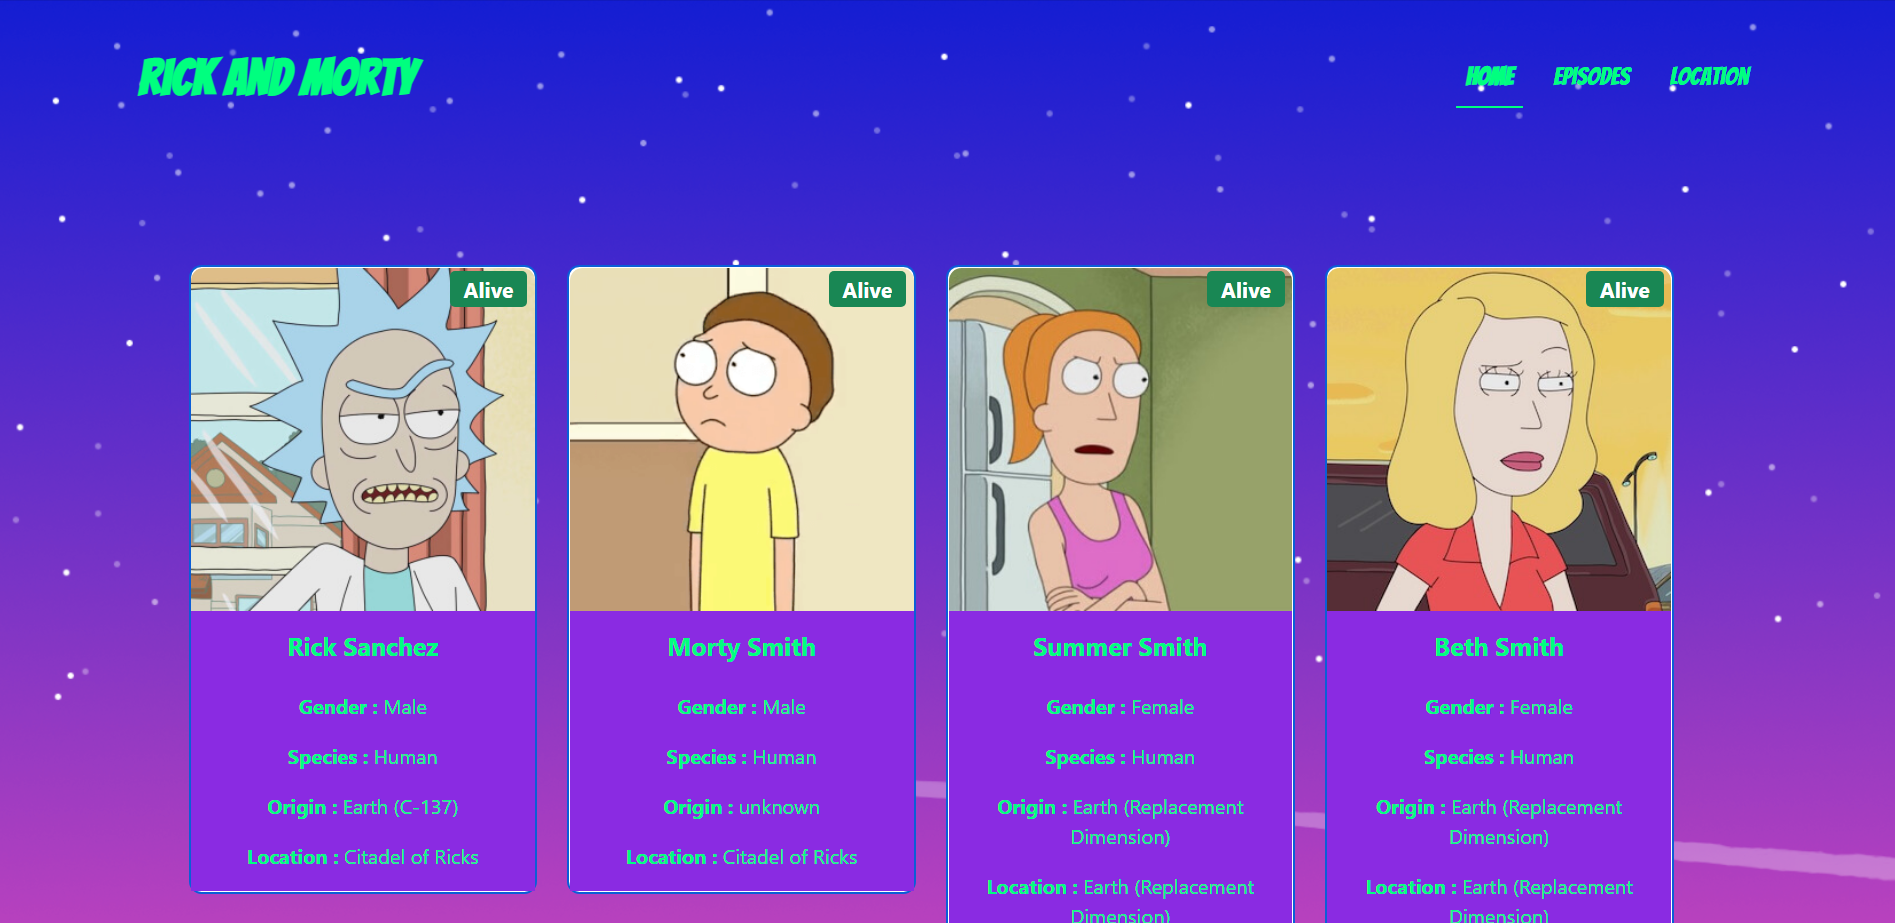 RICK AND MORTY
HOME EPISODES LOCATION
Alive
Rick Sanchez
Gender : Male
Species : Human
Origin : Earth (C-137)
Location : Citadel of Ricks
Alive
Morty Smith
Gender : Male
Species : Human
Origin : unknown
Location : Citadel of Ricks
Alive
Summer Smith
Gender : Female
Species : Human
Origin : Earth (Replacement
Dimension)
Location : Earth (Replacement
Dimension)
Alive
Beth Smith
Gender : Female
Species : Human
Origin : Earth (Replacement
Dimension)
Location : Earth (Replacement
Dimension)